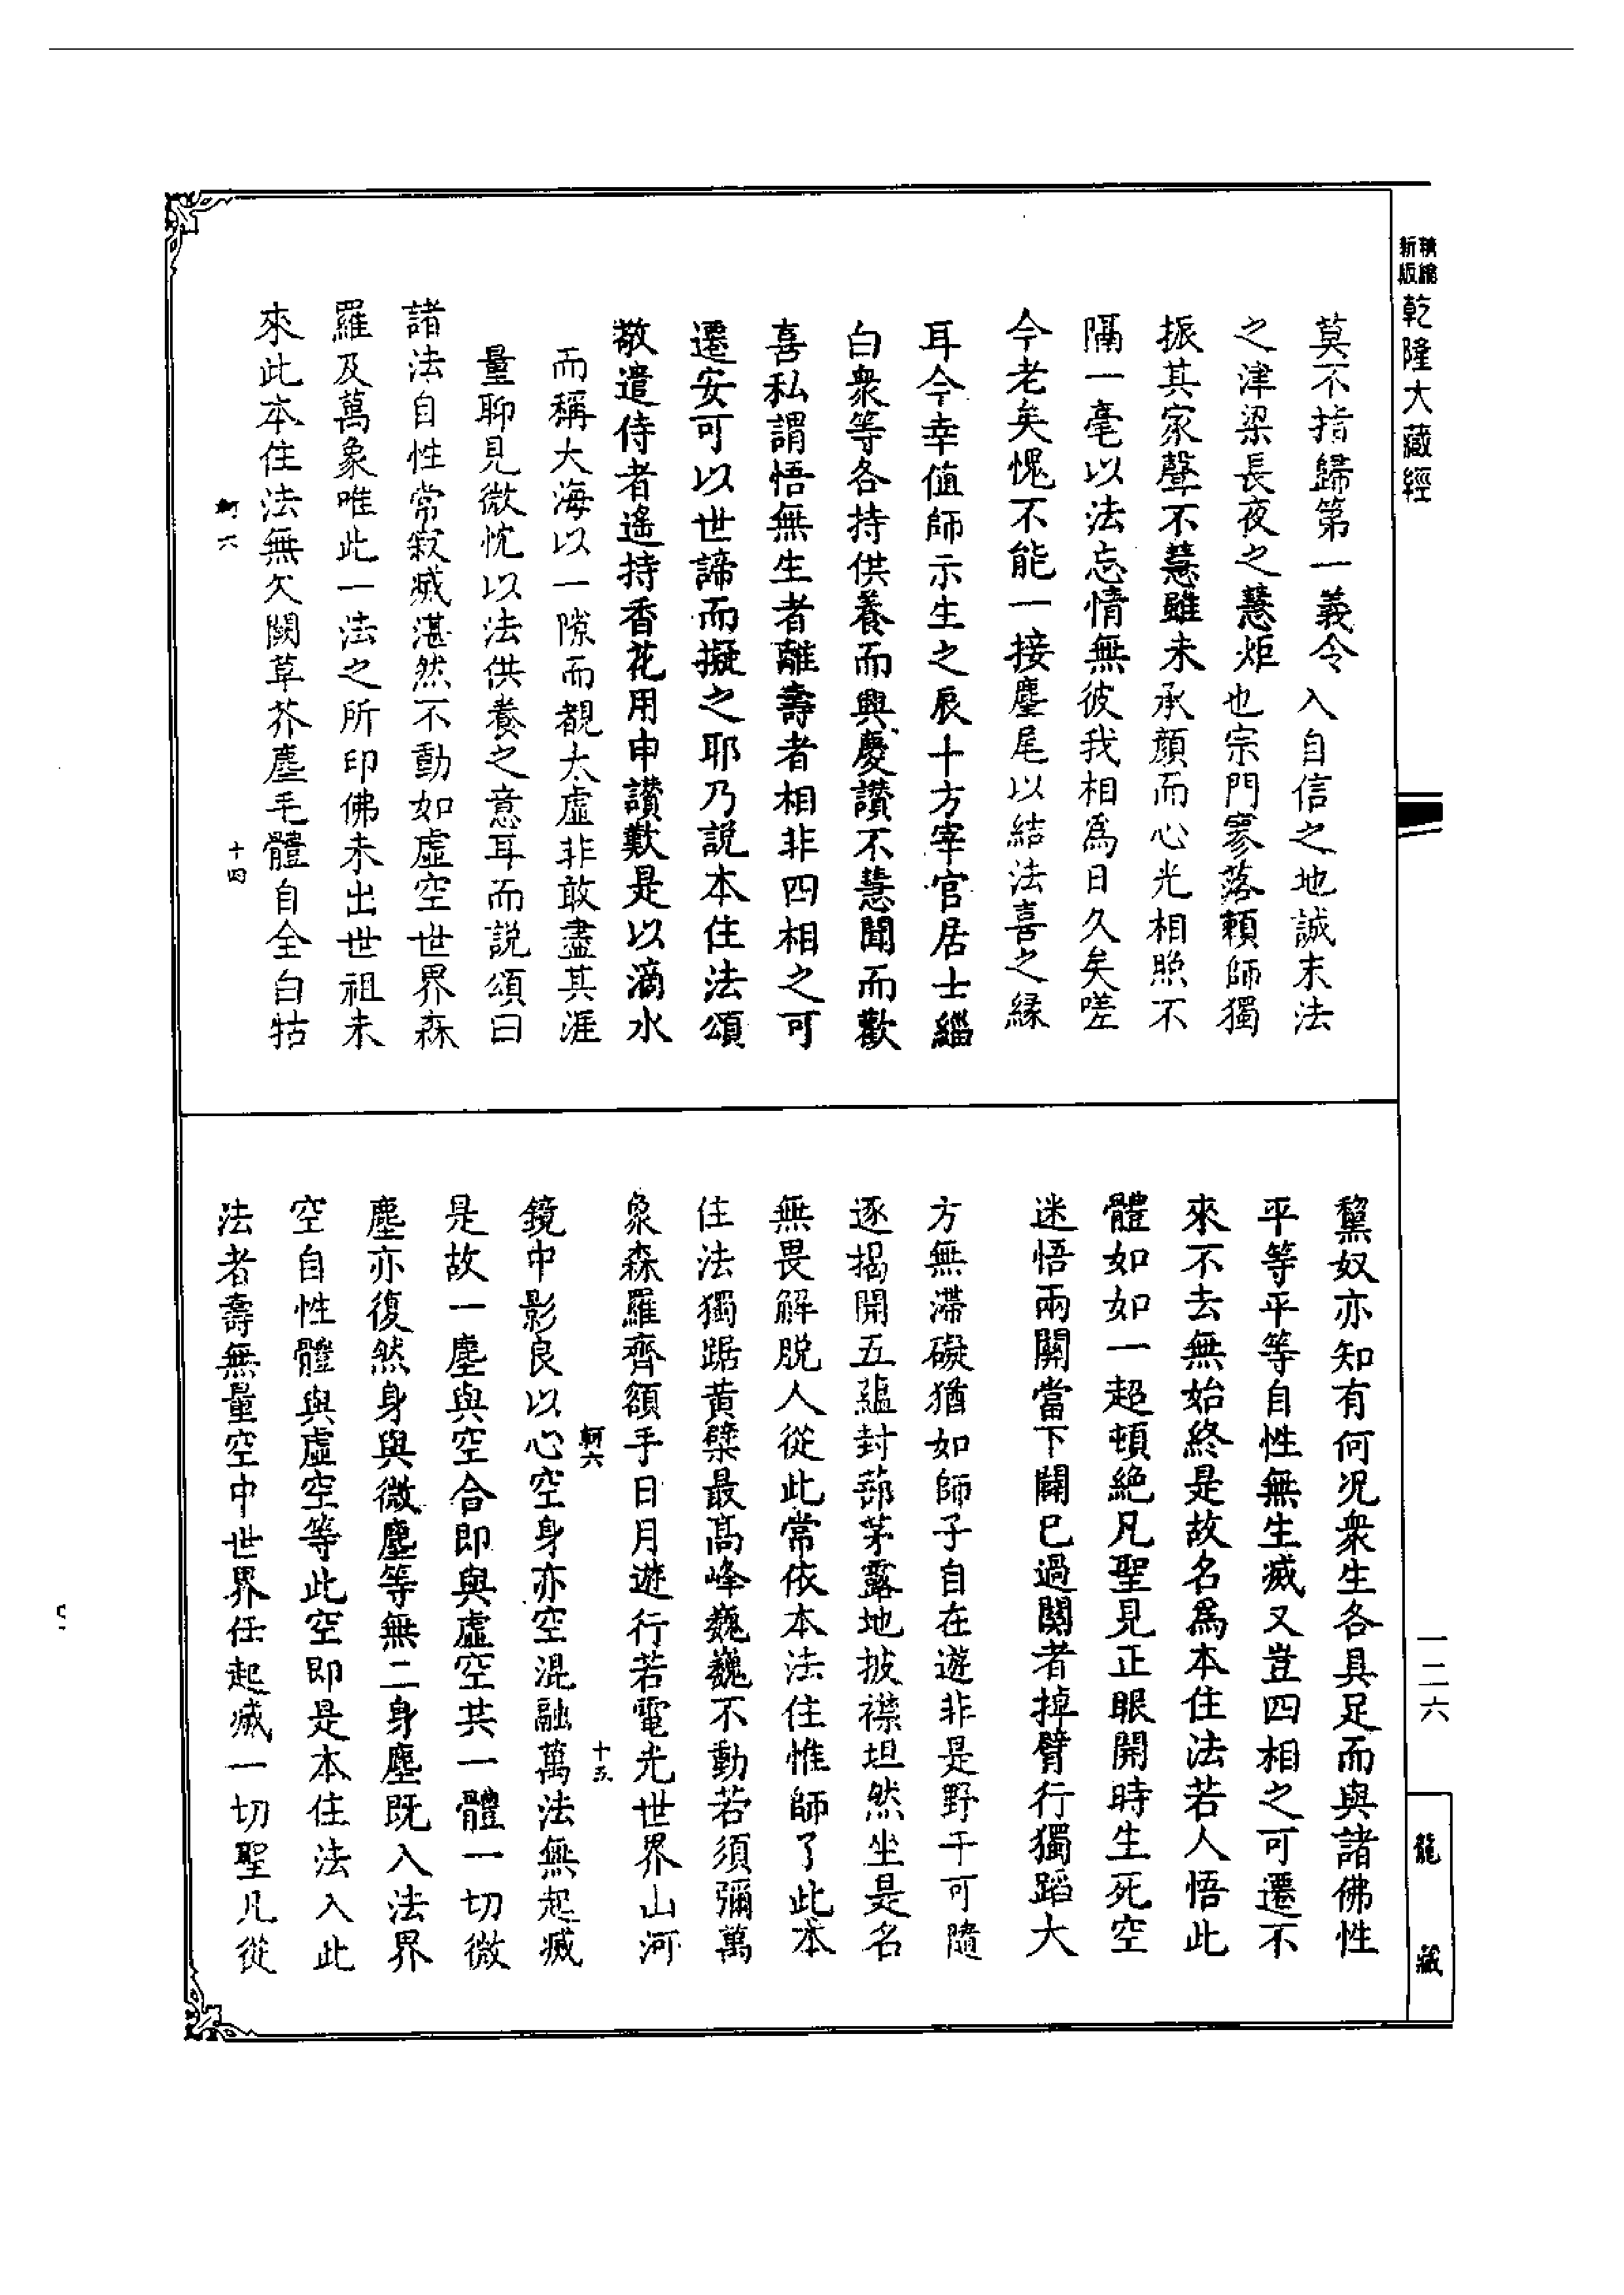 精縮新版
乾隆大藏經
莫不指歸第一義令入自信之地誠末法
之津梁長夜之慧炬也宗門寥落賴師獨
振其家聲不慧雖未承顏而心光相照不
隔一毫以法忘情無彼我相為日久矣嗟
今老矣愧不能一接麈尾以結法喜之緣
耳今幸值師示生之辰十方宰官居士緇
白衆等各持供養而興慶讚不慧聞而歡
喜私謂悟無生者離壽者相非四相之可
遷安可以世諦而擬之耶乃説本住法頌
敬遣侍者遙持香花用申讚歎是以滴水
而稱大海以一隙而覩太虛非敢盡其涯
量聊見微忱以法供養之意耳而説頌曰
諸法自性常寂滅湛然不動如虛空世界森
羅及萬象唯此一法之所印佛未出世祖未
來此本住法無欠闕草芥塵毛體自全白牯
軻六
十四
黧奴亦知有何况衆生各具足而與諸佛性
平等平等自性無生滅又豈四相之可遷不
來不去無始終是故名為本住法若人悟此
體如如一超頓絶凡聖見正眼開時生死空
迷悟兩關當下闢已過關者掉臂行獨蹈大
方無滯礙猶如師子自在遊非是野干可隨
逐揭開五蘊封蔀茅露地披襟坦然坐是名
無畏解脱人從此常依本法住惟師了此本
住法獨踞黃檗最高峰巍巍不動若須彌萬
象森羅齊額手日月遊行若電光世界山河
軻六
十五
鏡中影良以心空身亦空混融萬法無起滅
是故一塵與空合即與虛空共一體一切微
塵亦復然身與微塵等無二身塵既入法界
空自性體與虛空等此空即是本住法入此
法者壽無量空中世界任起滅一切聖凡從
一二六
龍藏